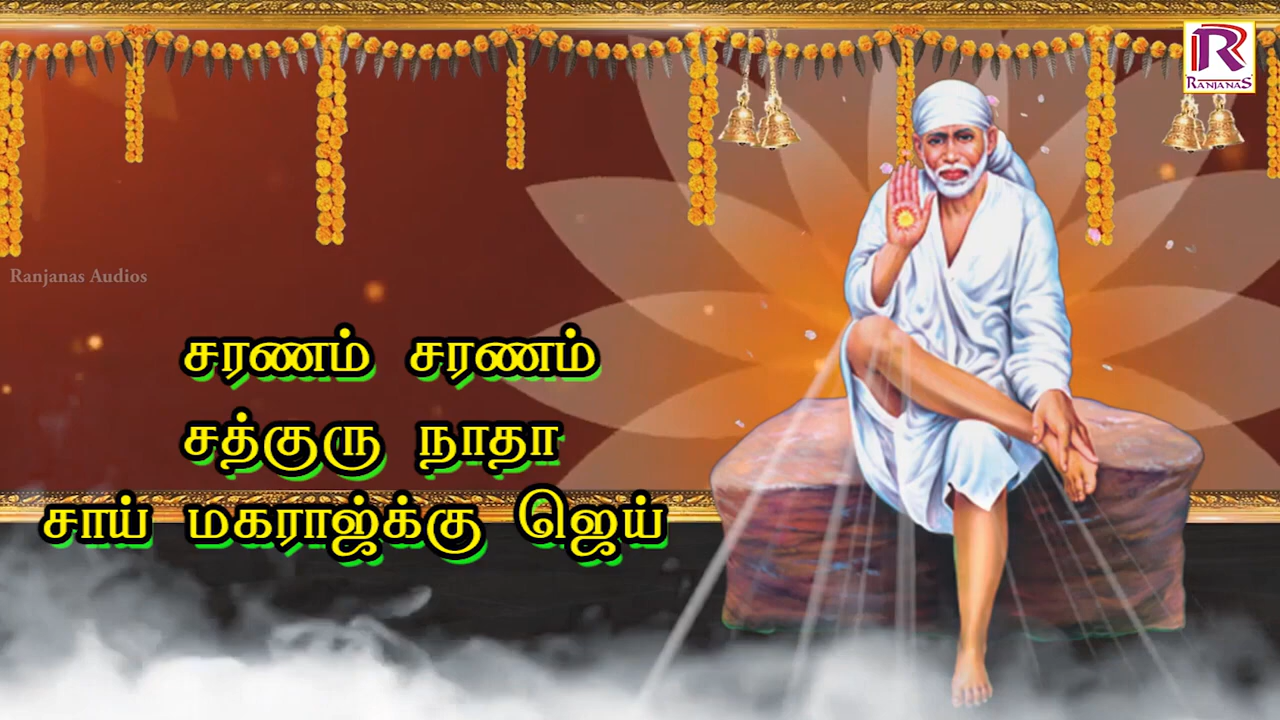 R
RANJANAS
Ranjanas Audios
சரணம் சரணம்
சத்குரு நாதா
சாய் மகராஜ்க்கு ஜெய்